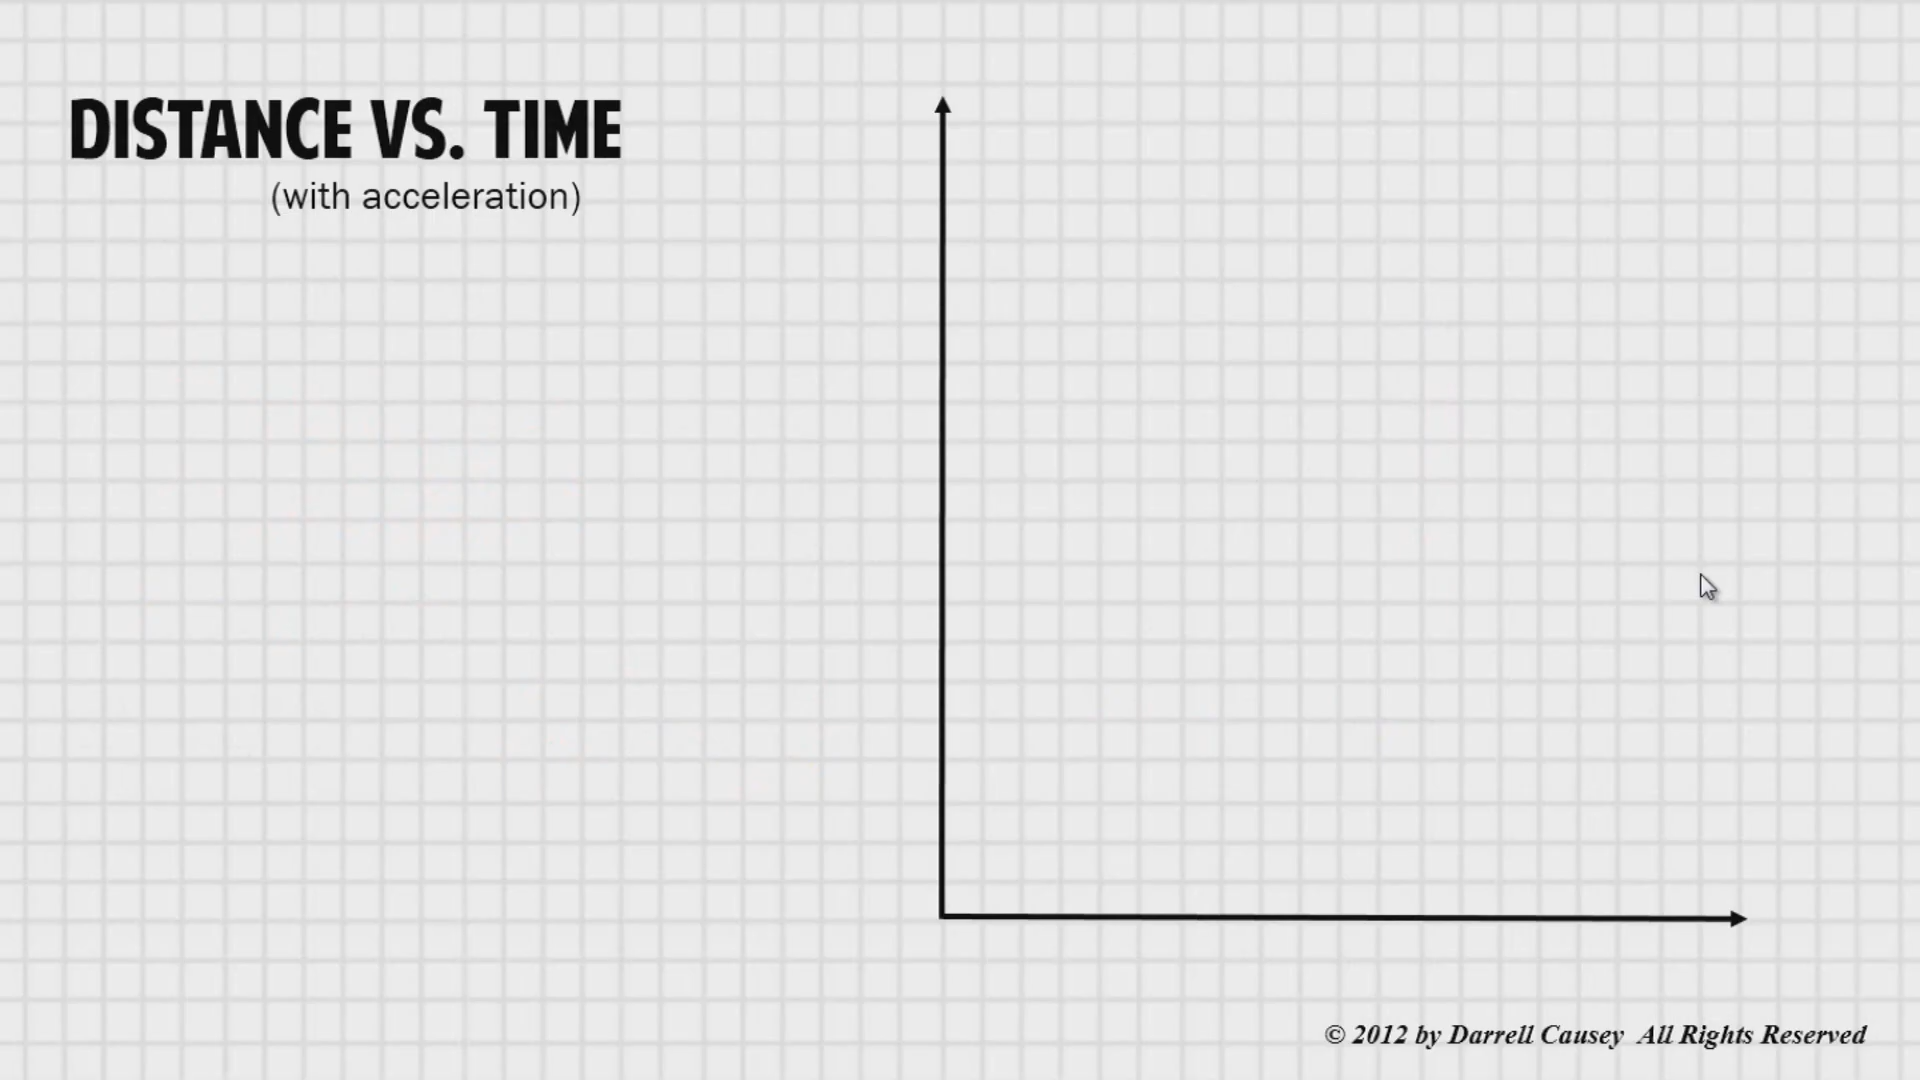 DISTANCE VS. TIME
(with acceleration)
© 2012 by Darrell Causey All Rights Reserved